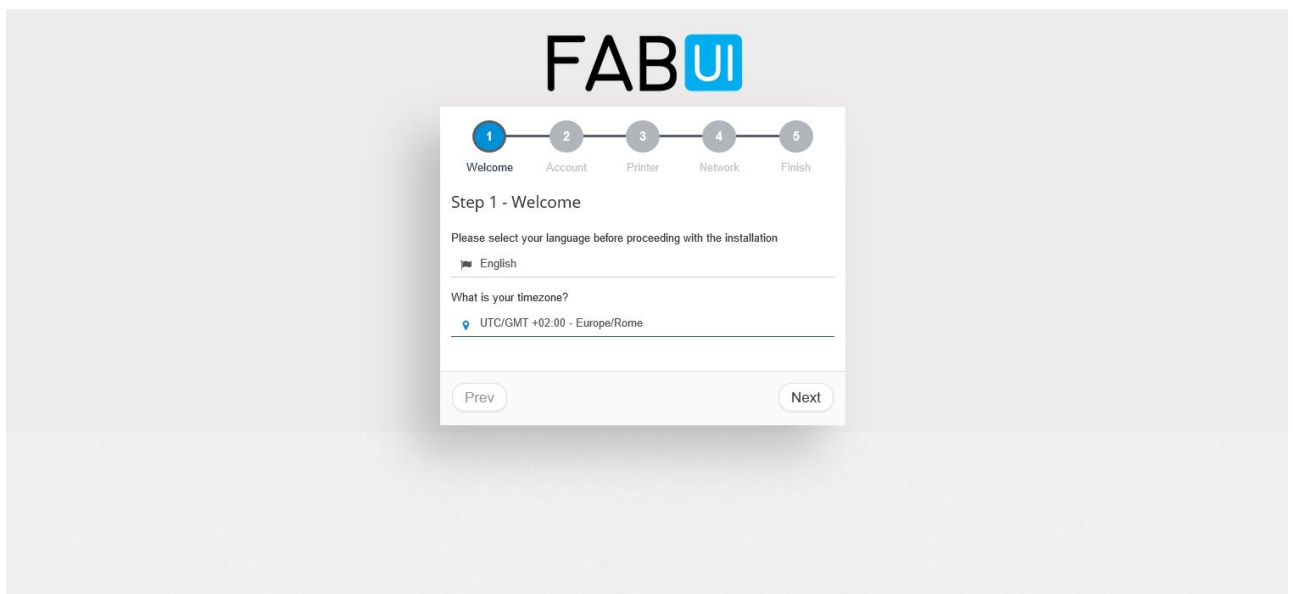 FABUI
1 2 3 4 5
Welcome Account Printer Network Finish
Step 1 - Welcome
Please select your language before proceeding with the installation
English
What is your timezone?
UTC/GMT +02:00 - Europe/Rome
Prev Next